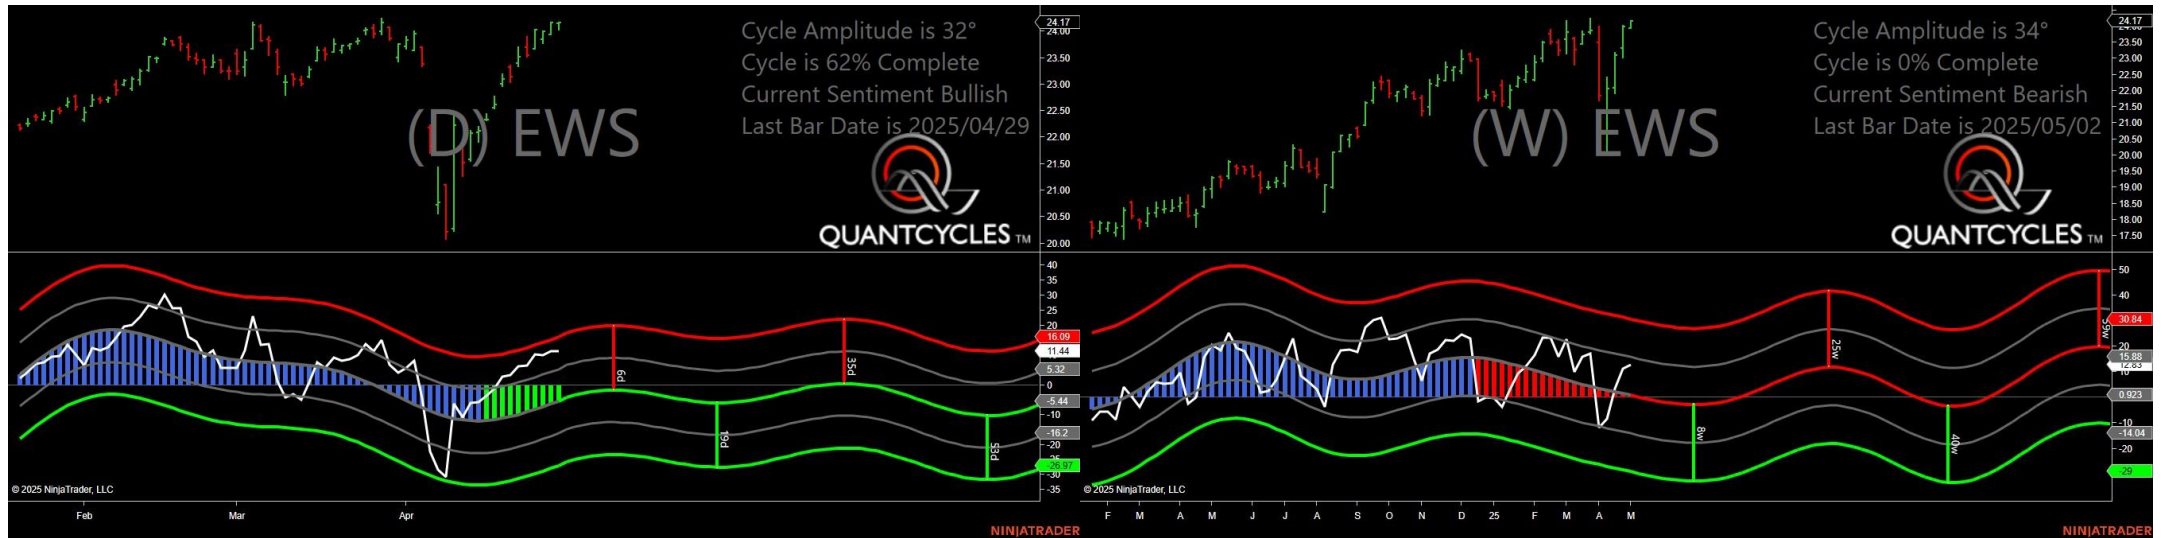 Cycle Amplitude is 32°
Cycle is 62% Complete
Current Sentiment Bullish
Last Bar Date is 2025/04/29
(D) EWS
QUANTCYCLES TM
24.17
24.00
23.50
23.00
22.50
22.00
21.50
21.00
20.50
20.00
40
35
30
25
20
16.09
11.44
5.32
0
-5.44
-10
-16.2
-20
-26.97
-30
-35
6d
19d
35d
53d
© 2025 NinjaTrader, LLC
Feb Mar Apr
NINJATRADER
Cycle Amplitude is 34°
Cycle is 0% Complete
Current Sentiment Bearish
Last Bar Date is 2025/05/02
(W) EWS
QUANTCYCLES TM
24.17
23.50
23.00
22.50
22.00
21.50
21.00
20.50
20.00
19.50
19.00
18.50
18.00
17.50
50
40
30.84
20
15.88
12.83
0.923
-10
-14.04
-20
-29
8w
25w
40w
59w
© 2025 NinjaTrader, LLC
F M A M J J A S O N D 25 F M A M
NINJATRADER